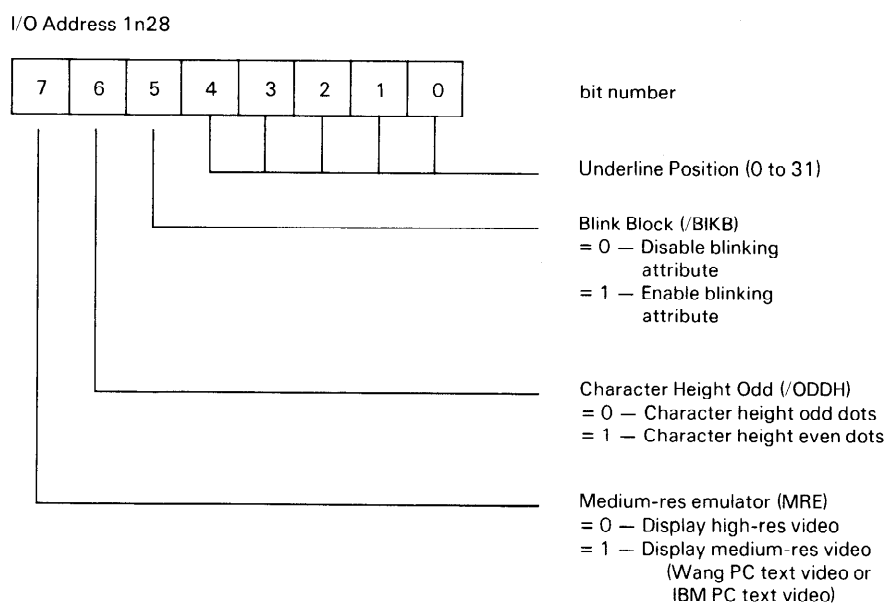 I/O Address 1n28
7 6 5 4 3 2 1 0
bit number
Underline Position (0 to 31)
Blink Block (/BIKB)
= 0 — Disable blinking
attribute
= 1 — Enable blinking
attribute
Character Height Odd (/ODDH)
= 0 — Character height odd dots
= 1 — Character height even dots
Medium-res emulator (MRE)
= 0 — Display high-res video
= 1 — Display medium-res video
(Wang PC text video or
IBM PC text video)